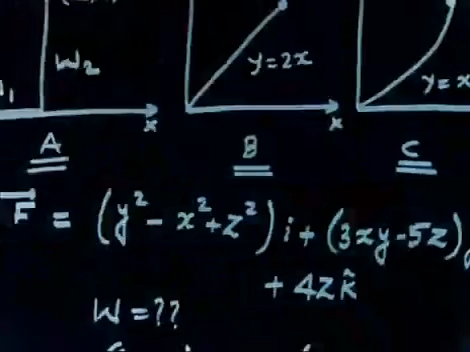 W₂
y=2x
y=x
x
x
A
B
C
F = (y² - x² + z²) i + (3xy - 5z)
+ 4z k̂
W = ??